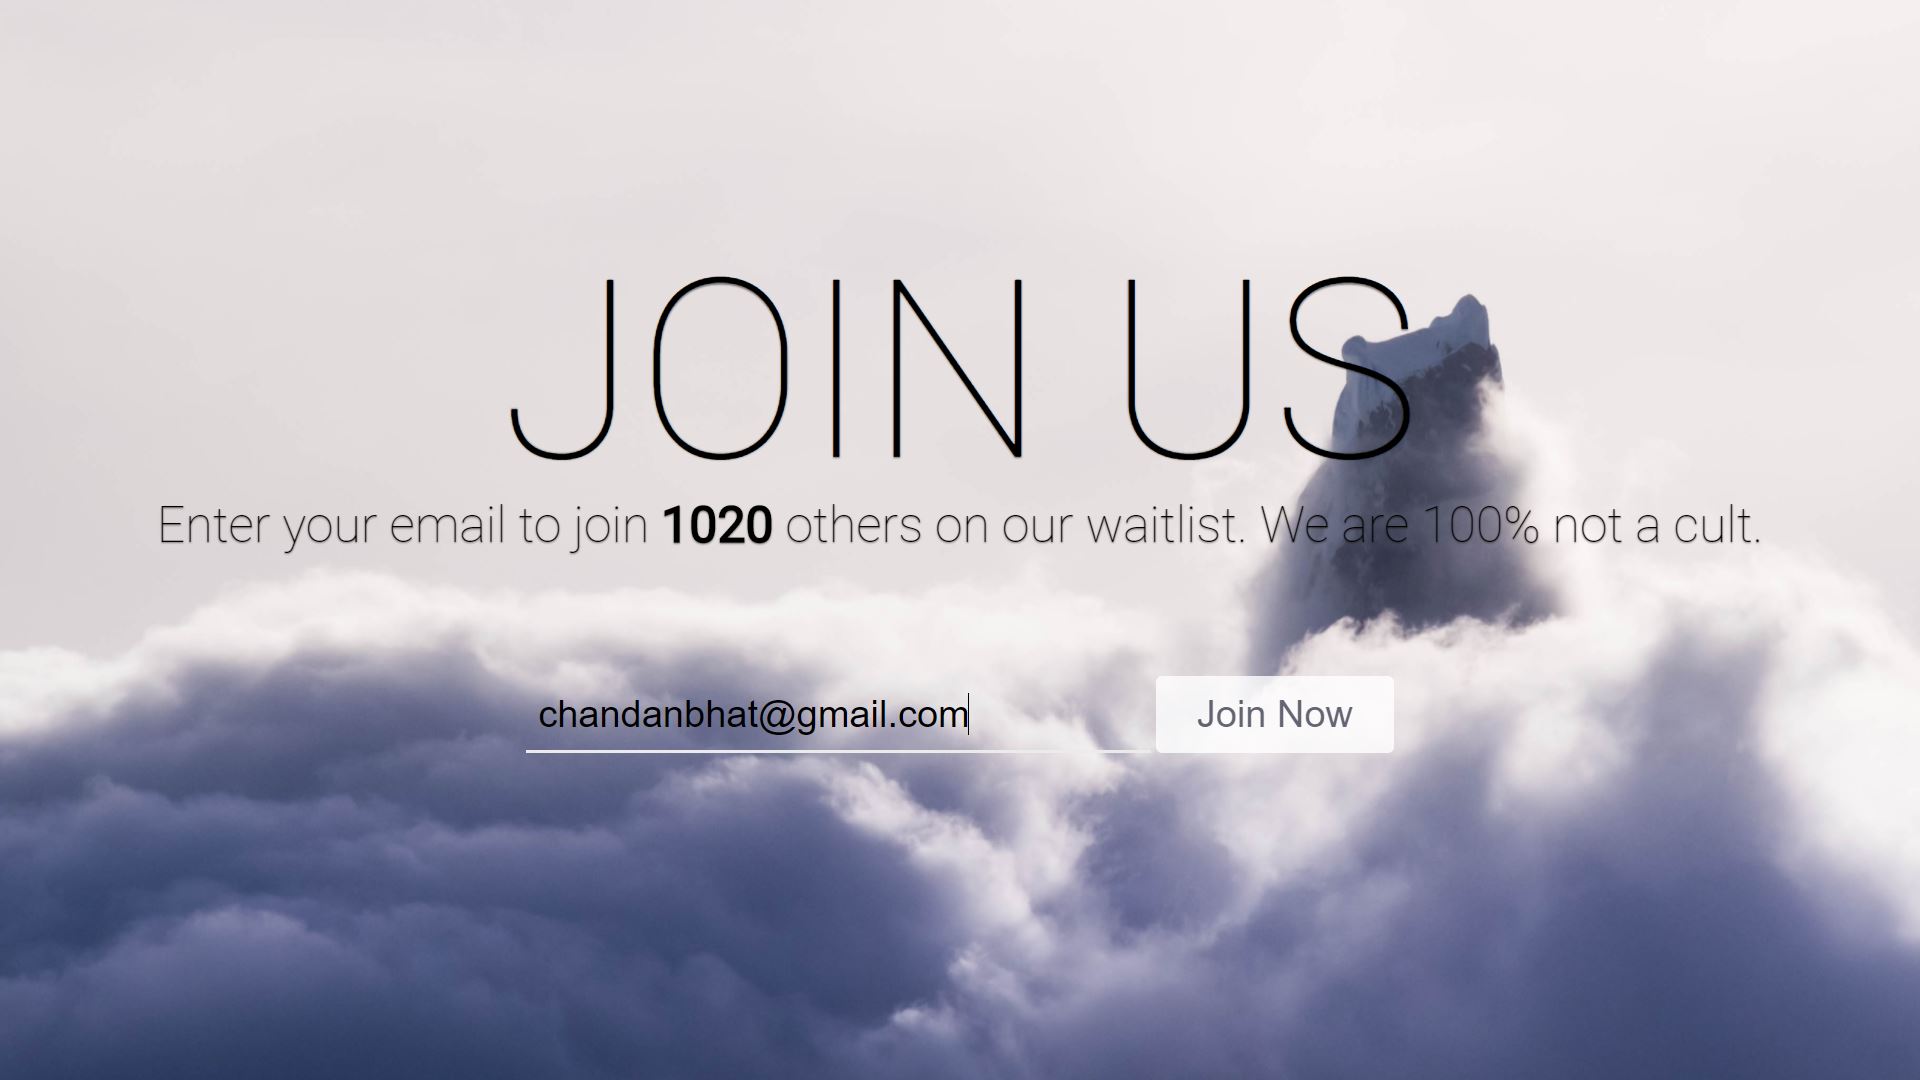 JOIN US
Enter your email to join 1020 others on our waitlist. We are 100% not a cult.
chandanbhat@gmail.com
Join Now